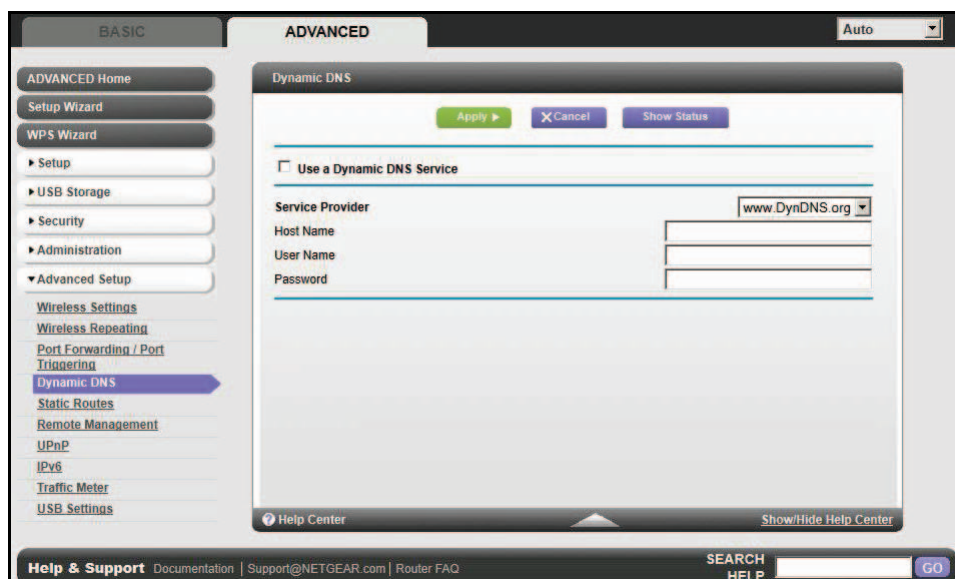 BASIC
ADVANCED
Auto
ADVANCED Home
Setup Wizard
WPS Wizard
Setup
USB Storage
Security
Administration
Advanced Setup
Wireless Settings
Wireless Repeating
Port Forwarding / Port
Triggering
Dynamic DNS
Static Routes
Remote Management
UPnP
IPv6
Traffic Meter
USB Settings
Dynamic DNS
Apply
Cancel
Show Status
Use a Dynamic DNS Service
Service Provider
www.DynDNS.org
Host Name
User Name
Password
Help Center
Show/Hide Help Center
Help & Support Documentation | Support@NETGEAR.com | Router FAQ
SEARCH
HELP
GO